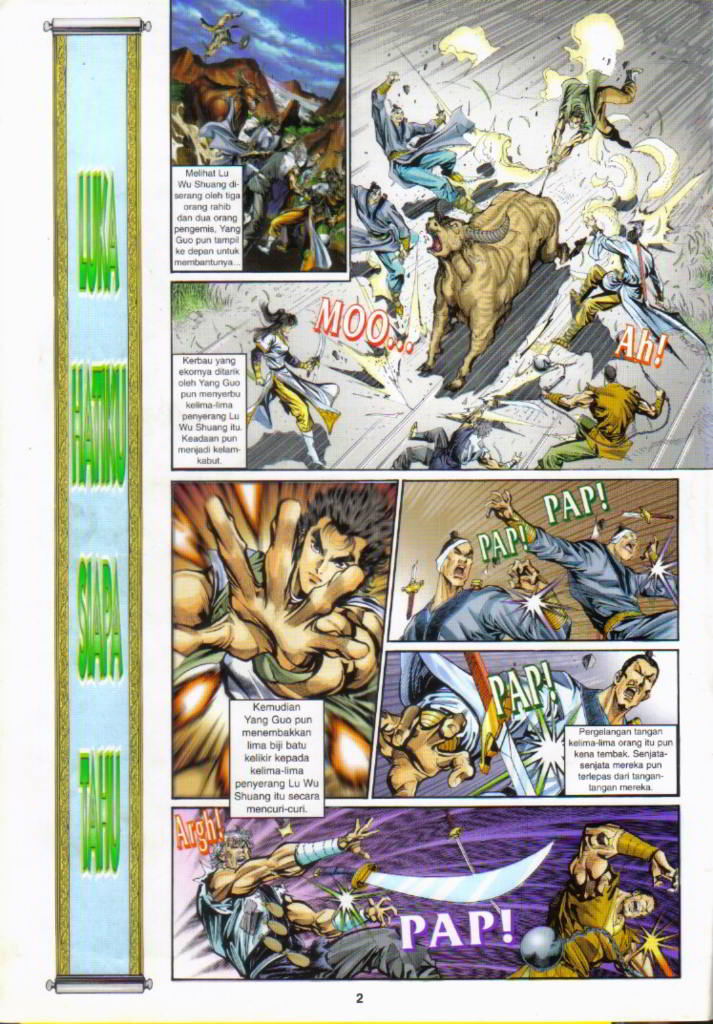 LUKA
HATIMU
SIAPA
TAHU
Melihat Lu
Wu Shuang di-
serang oleh tiga
orang rahib
dan dua orang
pengemis, Yang
Guo pun tampil
ke depan untuk
membantunya...
MOO...
Ah!
Kerbau yang
ekornya ditarik
oleh Yang Guo
pun menyerbu
kelima-lima
penyerang Lu
Wu Shuang itu.
Keadaan pun
menjadi kelam-
kabut.
PAP!
PAP!
Kemudian
Yang Guo pun
menembakkan
lima biji batu
kelikir kepada
kelima-lima
penyerang Lu Wu
Shuang itu secara
mencuri-curi.
PAP!
Pergelangan tangan
kelima-lima orang itu pun
kena tembak. Senjata-
senjata mereka pun
terlepas dari tangan-
tangan mereka.
Argh!
PAP!
2